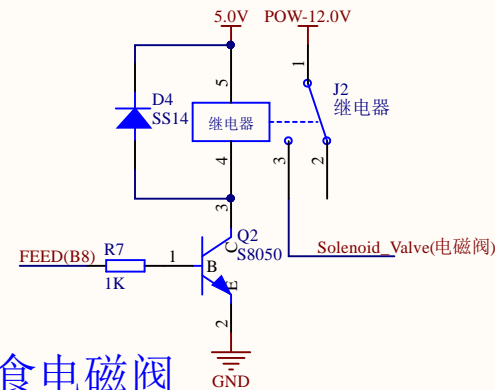 5.0V POW-12.0V
1
5
D4
SS14
继电器
J2
继电器
4
3
2
3
Q2
S8050
C
B
E
FEED(B8)
R7
1K
1
Solenoid_Valve(电磁阀)
2
GND
食电磁阀